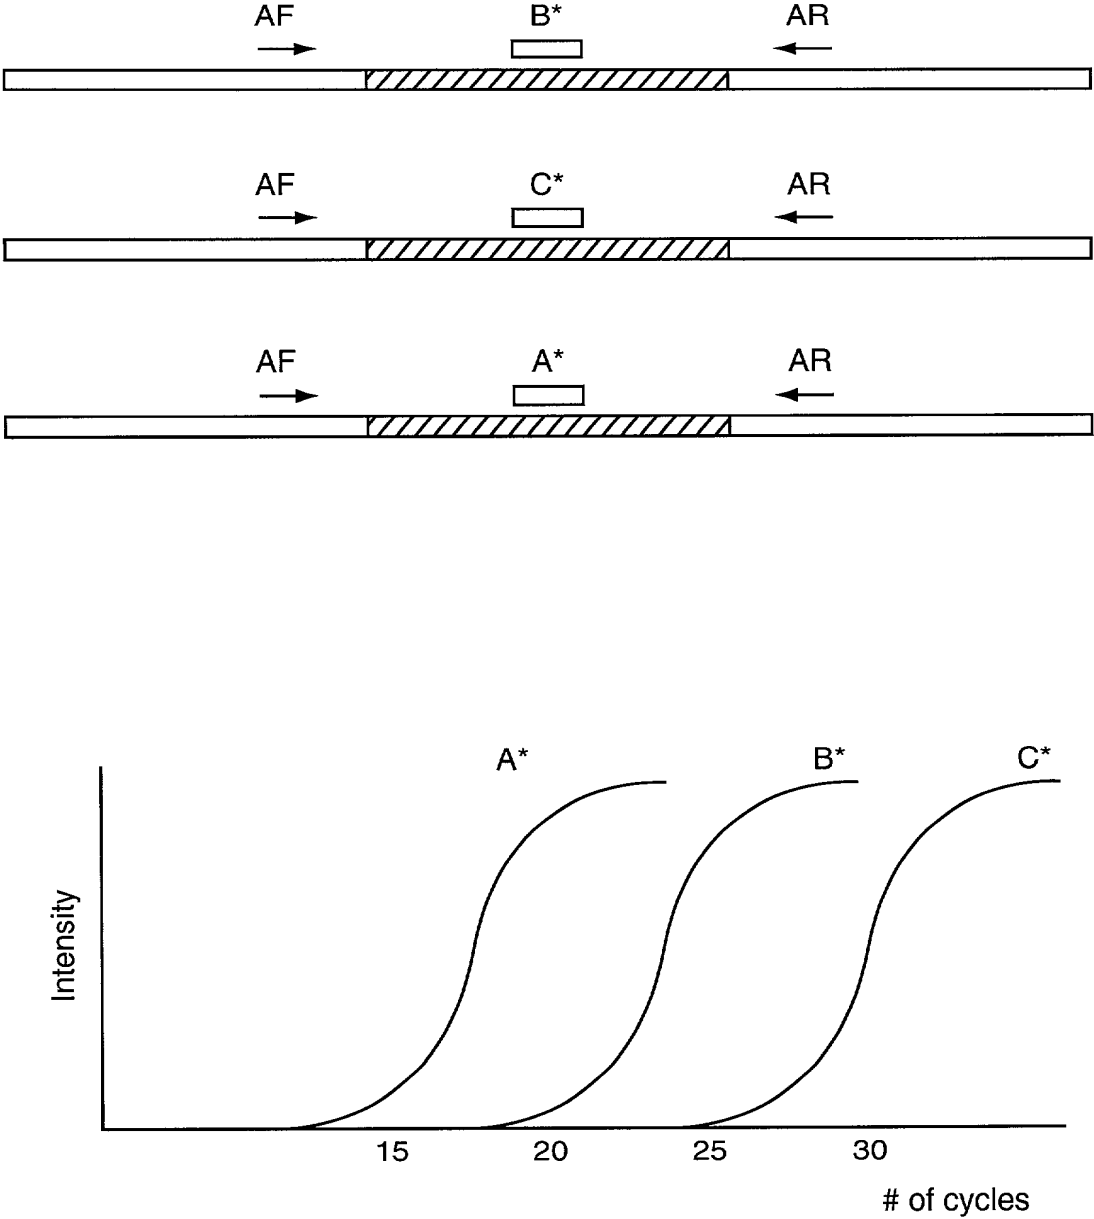 AF B* AR
AF C* AR
AF A* AR
A* B* C*
Intensity
15 20 25 30
# of cycles